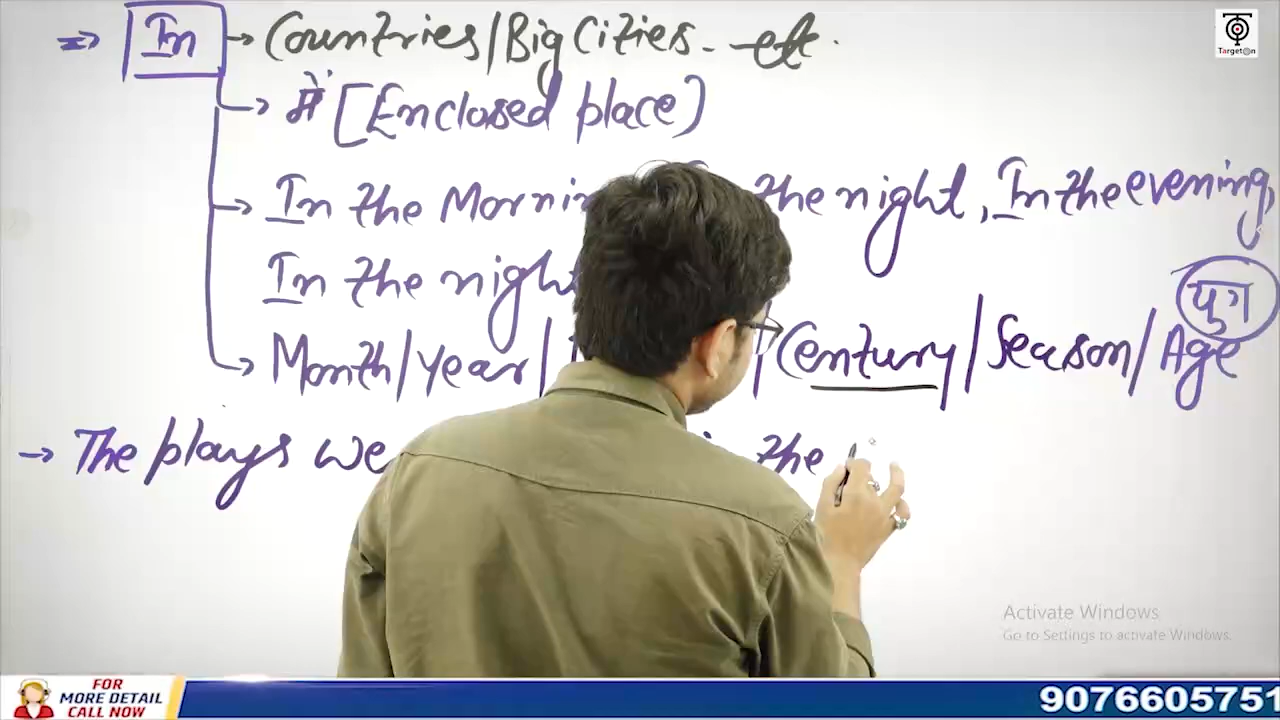 ⇒ In → Countries/Big Cities - etc.
TargetOn
→ में [Enclosed place)
→ In the Mornin the night, In the evening,
In the night
युग
→ Month/year/ /Century/Season/Age
→ The plays we the
Activate Windows
Go to Settings to activate Windows.
FOR
MORE DETAIL
CALL NOW
9076605751